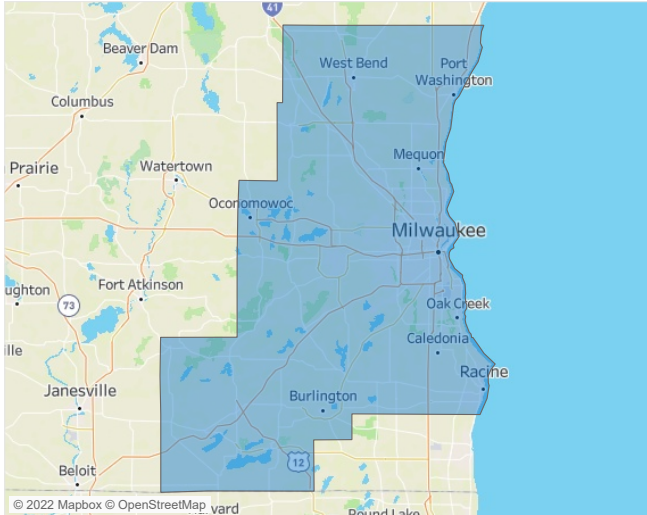 41
Beaver Dam
West Bend
Port
Washington
Columbus
Prairie
Watertown
Mequon
Oconomowoc
Milwaukee
ughton
73
Fort Atkinson
Oak Creek
lle
Caledonia
Janesville
Racine
Burlington
Beloit
12
© 2022 Mapbox © OpenStreetMap
vard
Round Lake